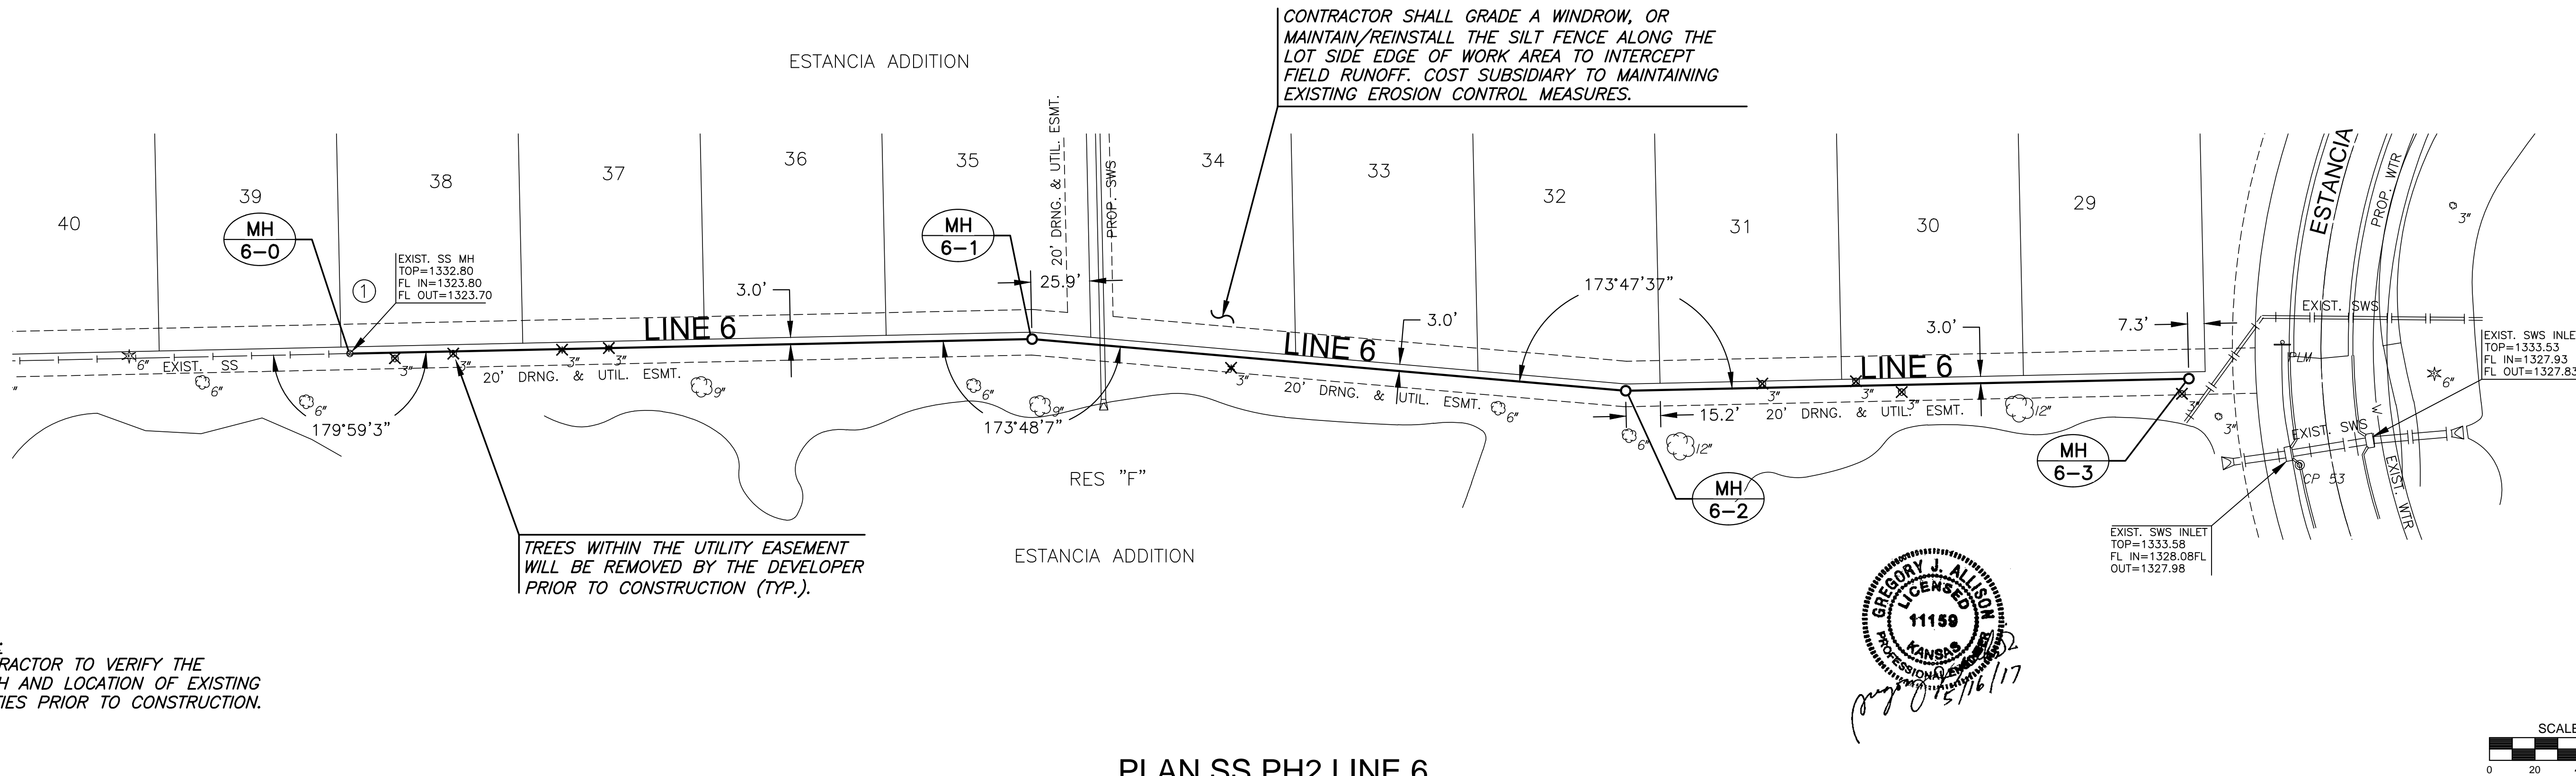 CONTRACTOR SHALL GRADE A WINDROW, OR
MAINTAIN/REINSTALL THE SILT FENCE ALONG THE
LOT SIDE EDGE OF WORK AREA TO INTERCEPT
FIELD RUNOFF. COST SUBSIDIARY TO MAINTAINING
EXISTING EROSION CONTROL MEASURES.
ESTANCIA ADDITION
40
39
38
37
36
35
34
33
32
31
30
29
20' DRNG. & UTIL. ESMT.
PROP. SWS
ESTANCIA
PROP. WTR
3"
MH
6-0
MH
6-1
EXIST. SS MH
TOP=1332.80
FL IN=1323.80
FL OUT=1323.70
1
3.0'
25.9'
173°47'37"
3.0'
3.0'
7.3'
LINE 6
LINE 6
LINE 6
EXIST. SWS
PLM
EXIST. SWS INLE
TOP=1333.53
FL IN=1327.93
FL OUT=1327.83
6"
EXIST. SS
6"
6"
3"
3"
3"
3"
20' DRNG. & UTIL. ESMT.
9"
6"
9"
3"
20' DRNG. & UTIL. ESMT.
6"
3"
3"
3"
20' DRNG. & UTIL. ESMT.
12"
3"
3"
6"
179°59'3"
173°48'7"
15.2'
6"
12"
EXIST. SWS
W
EXIST. WTR
CP 53
MH
6-2
MH
6-3
RES "F"
ESTANCIA ADDITION
EXIST. SWS INLET
TOP=1333.58
FL IN=1328.08FL
OUT=1327.98
TREES WITHIN THE UTILITY EASEMENT
WILL BE REMOVED BY THE DEVELOPER
PRIOR TO CONSTRUCTION (TYP.).
GREGORY J. ALLISON
LICENSED
11159
KANSAS
PROFESSIONAL ENGINEER
5/16/17
RACTOR TO VERIFY THE
H AND LOCATION OF EXISTING
TIES PRIOR TO CONSTRUCTION.
SCALE
0 20
PLAN SS PH2 LINE 6